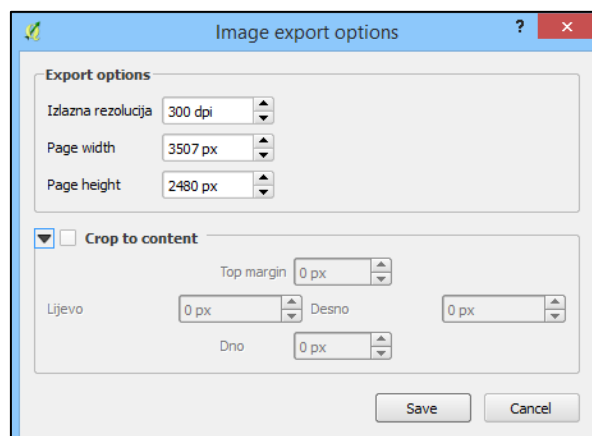 Image export options
?
Export options
Izlazna rezolucija 300 dpi
Page width 3507 px
Page height 2480 px
Crop to content
Top margin 0 px
Lijevo 0 px Desno 0 px
Dno 0 px
Save Cancel